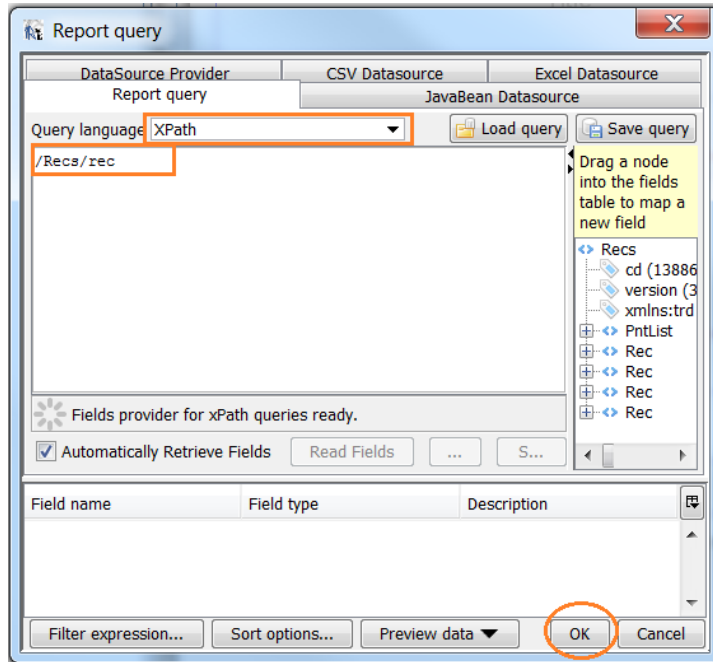 Report query
DataSource Provider CSV Datasource Excel Datasource
Report query JavaBean Datasource
Query language XPath Load query Save query
/Recs/rec
Drag a node
into the fields
table to map a
new field
Recs
cd (13886
version (3
xmlns:trd
PntList
Rec
Rec
Rec
Rec
Fields provider for xPath queries ready.
Automatically Retrieve Fields Read Fields ... S...
Field name Field type Description
Filter expression... Sort options... Preview data OK Cancel